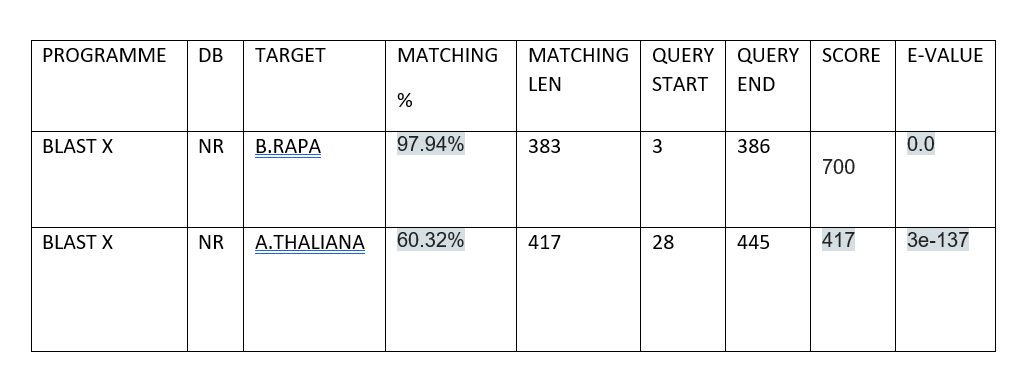 PROGRAMME DB TARGET MATCHING % MATCHING LEN QUERY START QUERY END SCORE E-VALUE
BLAST X NR B.RAPA 97.94% 383 3 386 700 0.0
BLAST X NR A.THALIANA 60.32% 417 28 445 417 3e-137